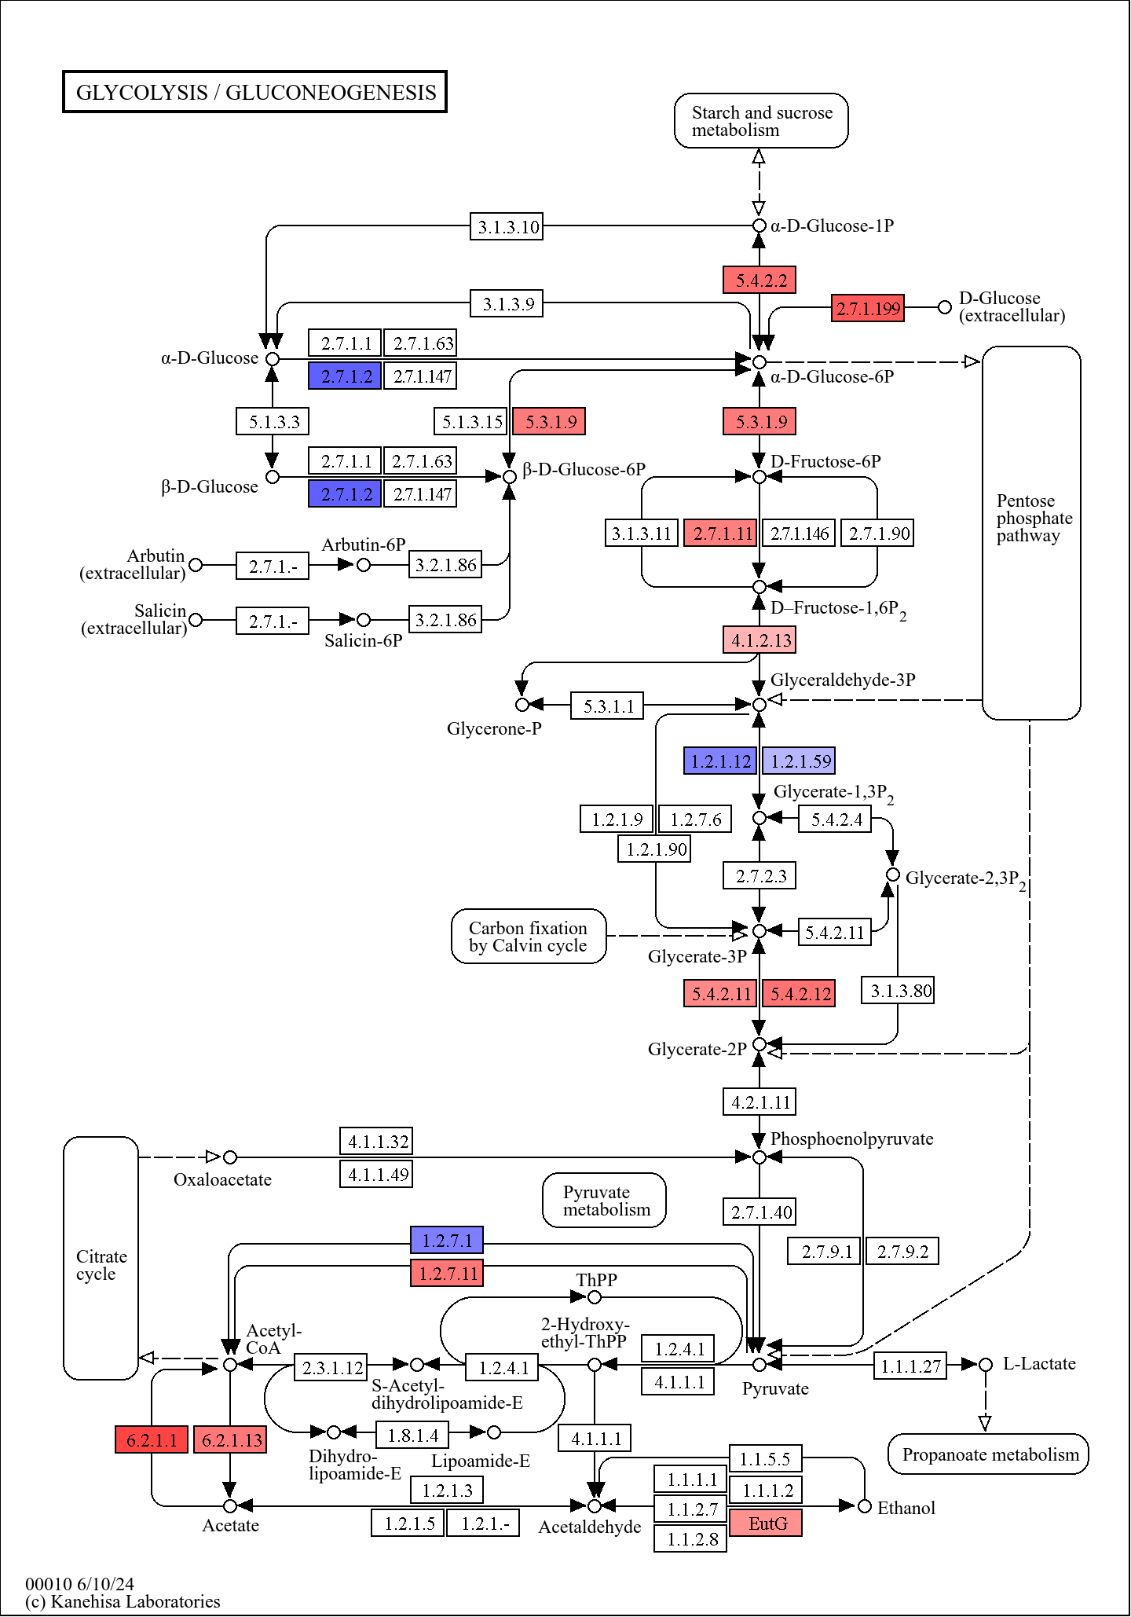 GLYCOLYSIS / GLUCONEOGENESIS
Starch and sucrose
metabolism
3.1.3.10
α-D-Glucose-1P
5.4.2.2
3.1.3.9
2.7.1.199
D-Glucose
(extracellular)
α-D-Glucose
2.7.1.1
2.7.1.63
2.7.1.2
2.7.1.147
α-D-Glucose-6P
5.1.3.3
5.1.3.15
5.3.1.9
5.3.1.9
β-D-Glucose
2.7.1.1
2.7.1.63
2.7.1.2
2.7.1.147
β-D-Glucose-6P
D-Fructose-6P
Pentose
phosphate
pathway
3.1.3.11
2.7.1.11
2.7.1.146
2.7.1.90
Arbutin
(extracellular)
2.7.1.-
Arbutin-6P
3.2.1.86
Salicin
(extracellular)
2.7.1.-
Salicin-6P
3.2.1.86
D–Fructose-1,6P2
4.1.2.13
Glyceraldehyde-3P
5.3.1.1
Glycerone-P
1.2.1.12
1.2.1.59
Glycerate-1,3P2
1.2.1.9
1.2.7.6
1.2.1.90
5.4.2.4
2.7.2.3
Glycerate-2,3P2
Carbon fixation
by Calvin cycle
5.4.2.11
Glycerate-3P
5.4.2.11
5.4.2.12
3.1.3.80
Glycerate-2P
4.2.1.11
Phosphoenolpyruvate
4.1.1.32
4.1.1.49
Oxaloacetate
Pyruvate
metabolism
2.7.1.40
2.7.9.1
2.7.9.2
Citrate
cycle
1.2.7.1
1.2.7.11
ThPP
2-Hydroxy-
ethyl-ThPP
Acetyl-
CoA
2.3.1.12
S-Acetyl-
dihydrolipoamide-E
1.2.4.1
1.2.4.1
4.1.1.1
Pyruvate
1.1.1.27
L-Lactate
6.2.1.1
6.2.1.13
1.8.1.4
Dihydro-
lipoamide-E
Lipoamide-E
4.1.1.1
Propanoate metabolism
1.1.5.5
1.1.1.1
1.1.1.2
1.1.2.7
EutG
1.1.2.8
Ethanol
1.2.1.3
1.2.1.5
1.2.1.-
Acetate
Acetaldehyde
00010 6/10/24
(c) Kanehisa Laboratories